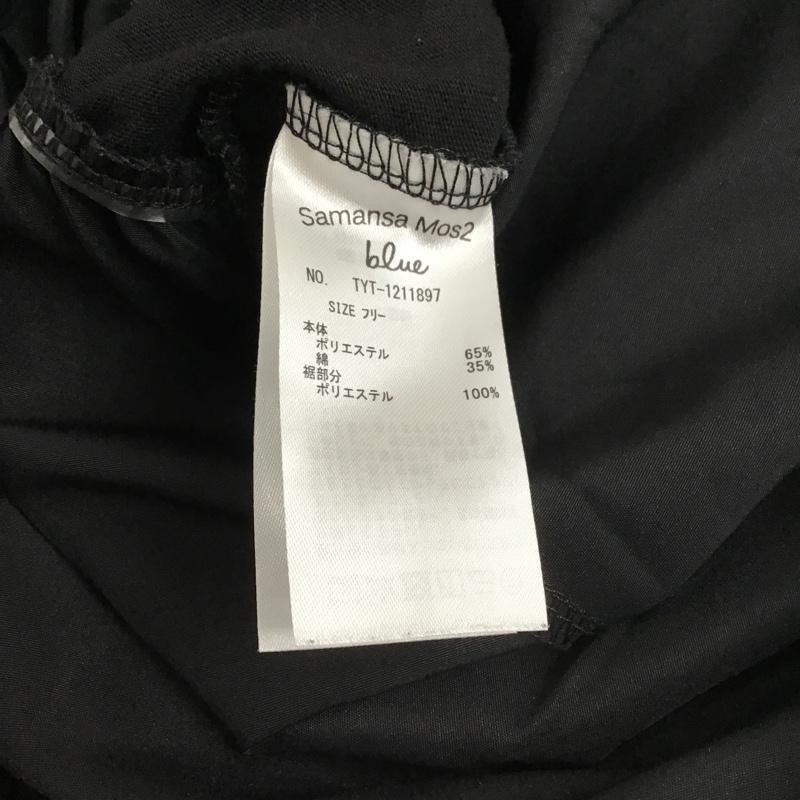 Samansa Mos2
blue
NO. TYT-1211897
SIZE フリー
本体
ポリエステル 65%
綿 35%
裾部分
ポリエステル 100%